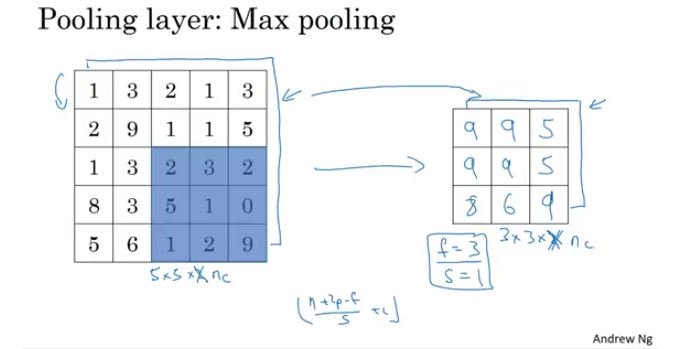 Pooling layer: Max pooling
1 3 2 1 3
2 9 1 1 5
1 3 2 3 2
8 3 5 1 0
5 6 1 2 9
5×5× nc
9 9 5
9 9 5
8 6 9
3×3× nc
f=3
s=1
⌊(n+2p-f)/s +1⌋
Andrew Ng